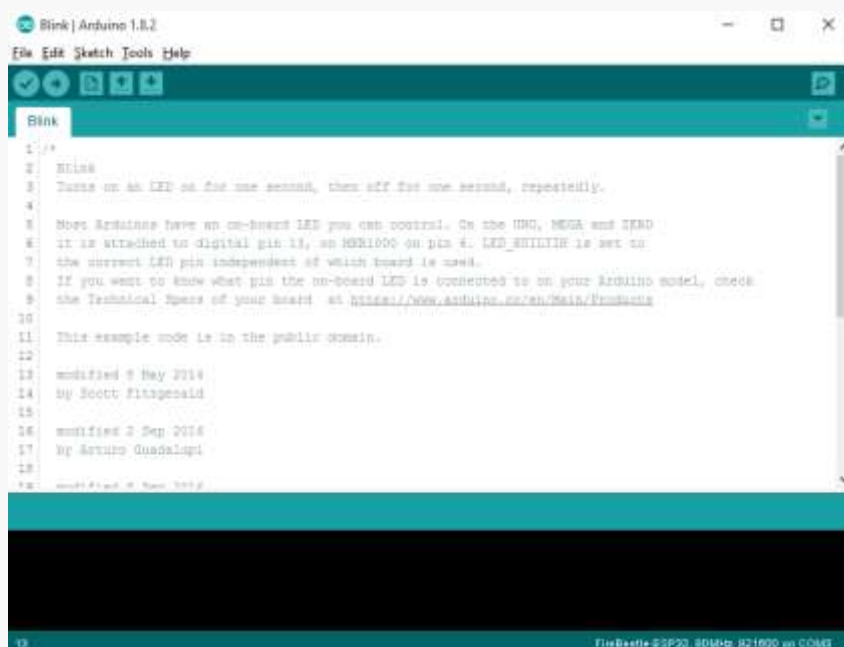 Blink | Arduino 1.8.2
File Edit Sketch Tools Help
Blink
1 /*
2 Blink
3 Turns on an LED on for one second, then off for one second, repeatedly.
4
5 Most Arduinos have an on-board LED you can control. On the UNO, MEGA and ZERO
6 it is attached to digital pin 13, on MKR1000 on pin 6. LED_BUILTIN is set to
7 the correct LED pin independent of which board is used.
8 If you want to know what pin the on-board LED is connected to on your Arduino model, check
9 the Technical Specs of your board at https://www.arduino.cc/en/Main/Products
10
11 This example code is in the public domain.
12
13 modified 8 May 2014
14 by Scott Fitzgerald
15
16 modified 2 Sep 2016
17 by Arturo Guadalupi
18
19 modified 8 Sep 2016
FireBeetle-ESP32, 80MHz, 921600 on COM9